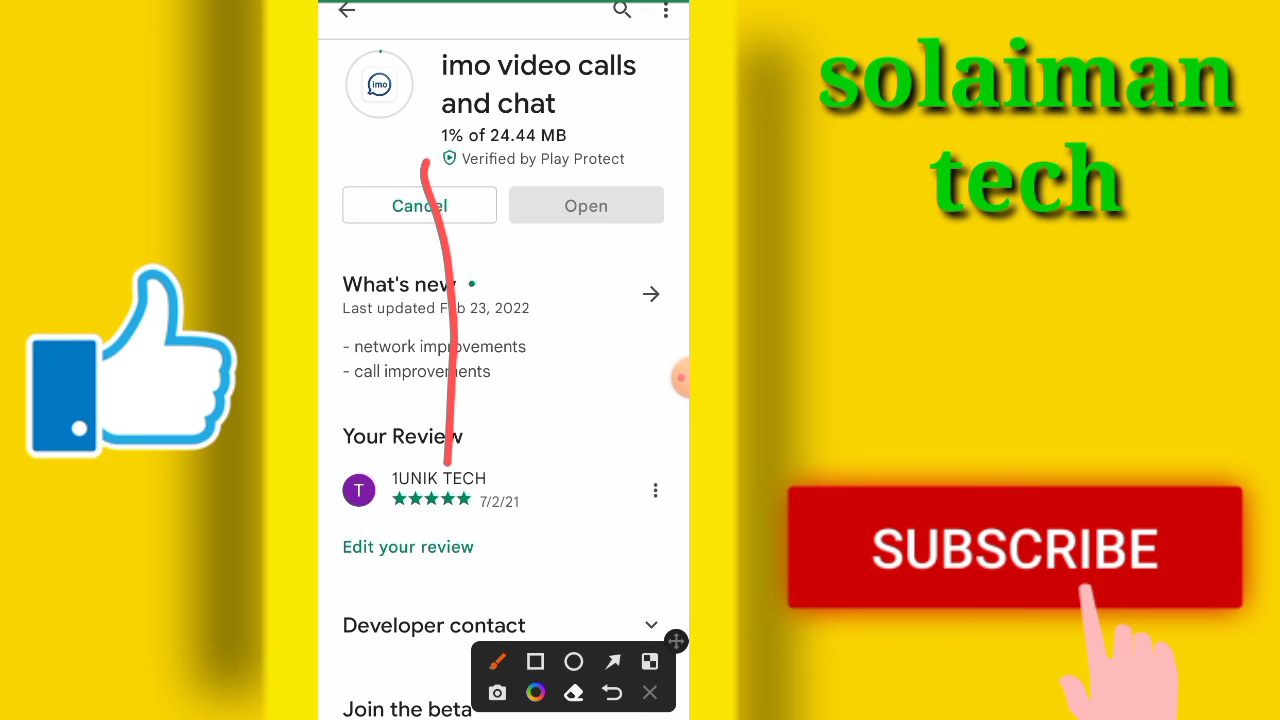 imo
imo video calls
and chat
1% of 24.44 MB
Verified by Play Protect
Cancel
Open
What's new
Last updated Feb 23, 2022
- network improvements
- call improvements
Your Review
T
1UNIK TECH
7/2/21
Edit your review
Developer contact
Join the beta
solaiman
tech
SUBSCRIBE